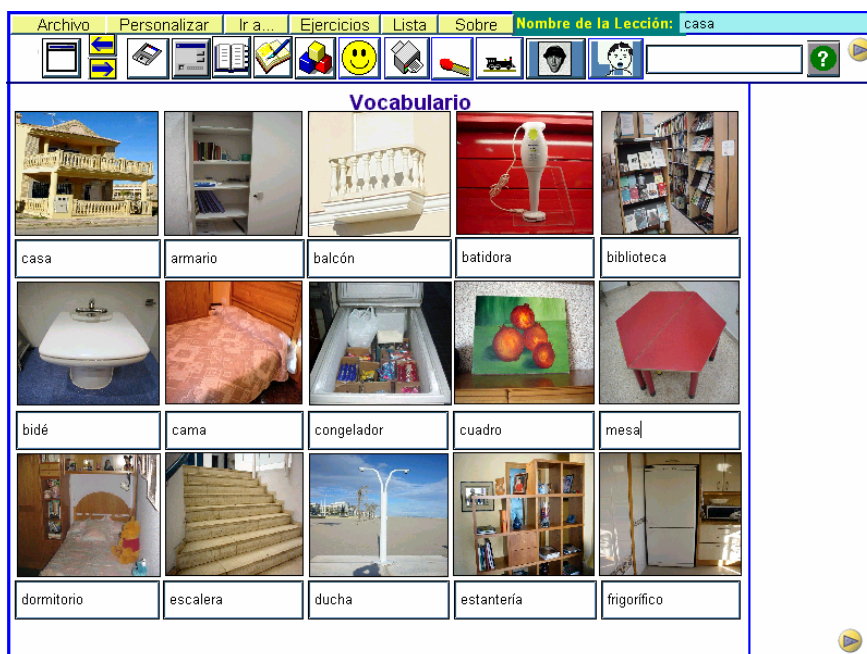 Archivo Personalizar Ir a... Ejercicios Lista Sobre Nombre de la Lección: casa
?
Vocabulario
casa armario balcón batidora biblioteca
bidé cama congelador cuadro mesa
dormitorio escalera ducha estantería frigorífico